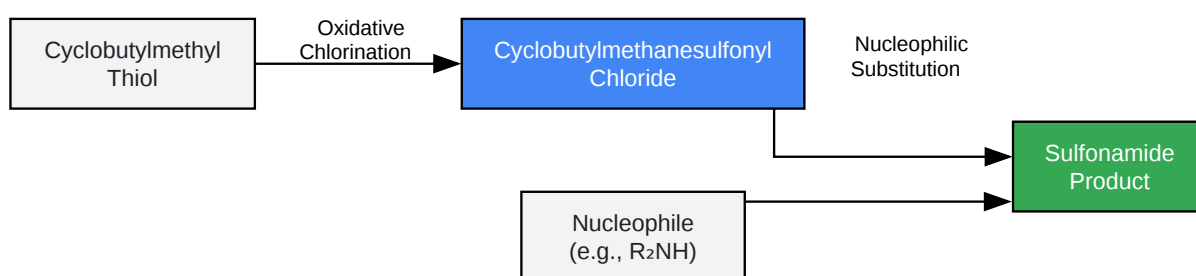 Cyclobutylmethyl
Thiol
Oxidative
Chlorination
Cyclobutylmethanesulfonyl
Chloride
Nucleophilic
Substitution
Nucleophile
(e.g., R₂NH)
Sulfonamide
Product